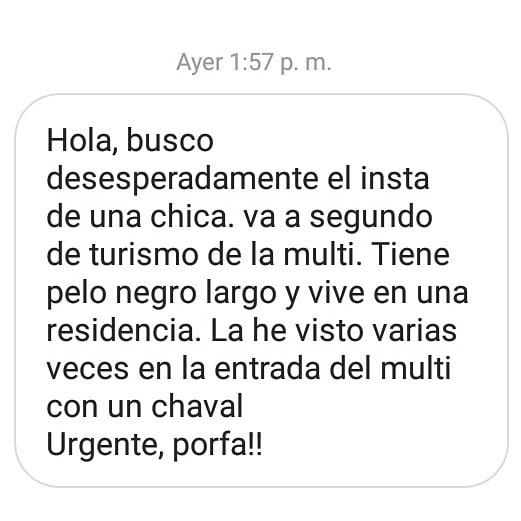 Ayer 1:57 p. m.
Hola, busco
desesperadamente el insta
de una chica. va a segundo
de turismo de la multi. Tiene
pelo negro largo y vive en una
residencia. La he visto varias
veces en la entrada del multi
con un chaval
Urgente, porfa!!